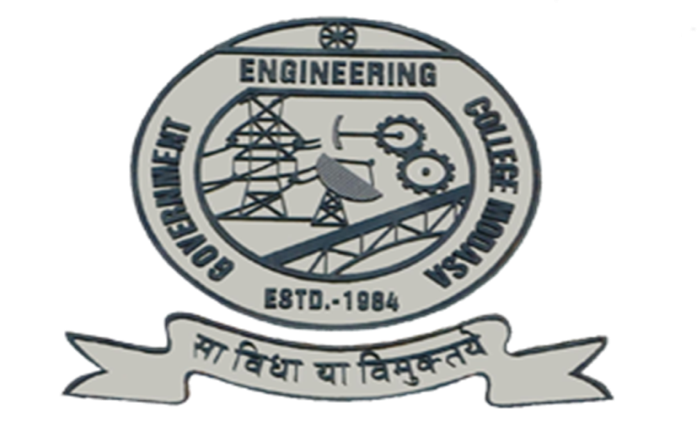 GOVERNMENT ENGINEERING COLLEGE MODASA
ESTD.-1984
सा विधा या विमुक्तये